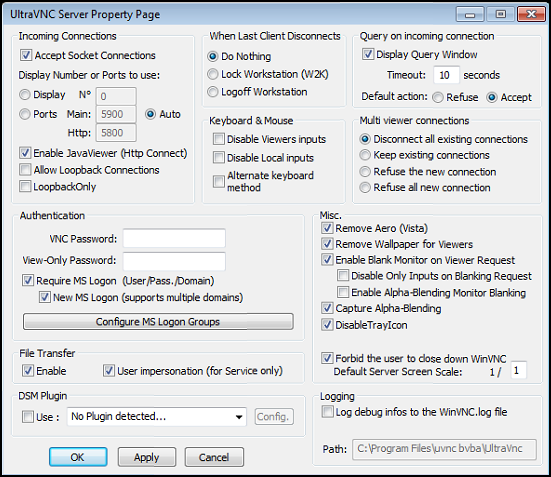 UltraVNC Server Property Page
Incoming Connections
Accept Socket Connections
Display Number or Ports to use:
Display N° 0
Ports Main: 5900 Auto
Http: 5800
Enable JavaViewer (Http Connect)
Allow Loopback Connections
LoopbackOnly
When Last Client Disconnects
Do Nothing
Lock Workstation (W2K)
Logoff Workstation
Keyboard & Mouse
Disable Viewers inputs
Disable Local inputs
Alternate keyboard
method
Query on incoming connection
Display Query Window
Timeout: 10 seconds
Default action: Refuse Accept
Multi viewer connections
Disconnect all existing connections
Keep existing connections
Refuse the new connection
Refuse all new connection
Authentication
VNC Password:
View-Only Password:
Require MS Logon (User/Pass./Domain)
New MS Logon (supports multiple domains)
Configure MS Logon Groups
Misc.
Remove Aero (Vista)
Remove Wallpaper for Viewers
Enable Blank Monitor on Viewer Request
Disable Only Inputs on Blanking Request
Enable Alpha-Blending Monitor Blanking
Capture Alpha-Blending
DisableTrayIcon
Forbid the user to close down WinVNC
Default Server Screen Scale: 1 / 1
File Transfer
Enable User impersonation (for Service only)
DSM Plugin
Use : No Plugin detected... Config.
Logging
Log debug infos to the WinVNC.log file
Path: C:\Program Files\uvnc bvba\UltraVnc
OK Apply Cancel